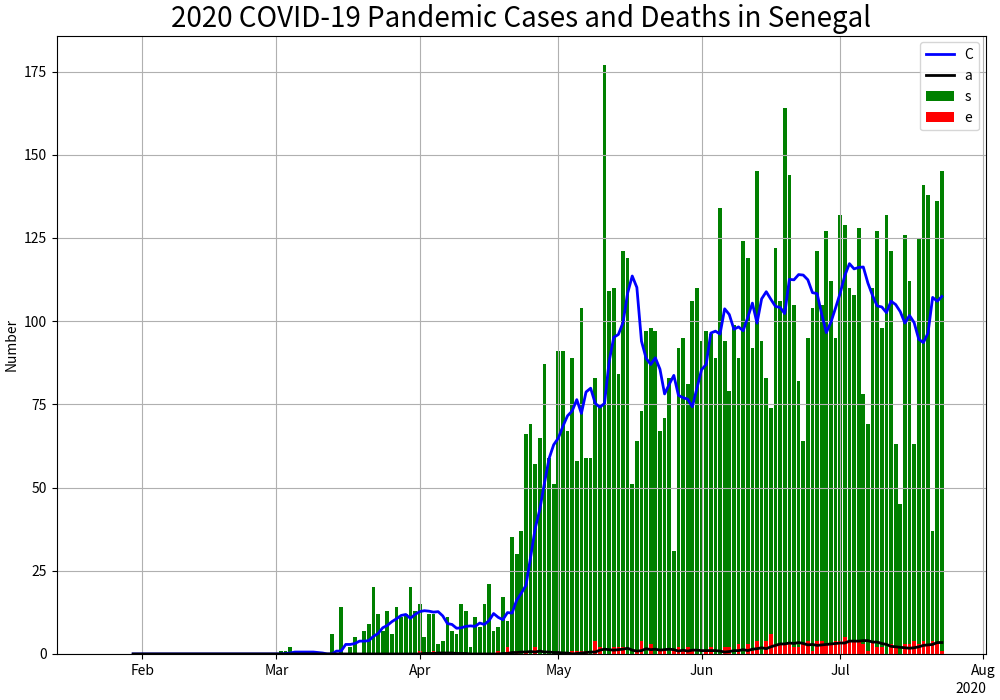 2020 COVID-19 Pandemic Cases and Deaths in Senegal
C
a
s
e
Number
175
150
125
100
75
50
25
0
Feb
Mar
Apr
May
Jun
Jul
Aug
2020